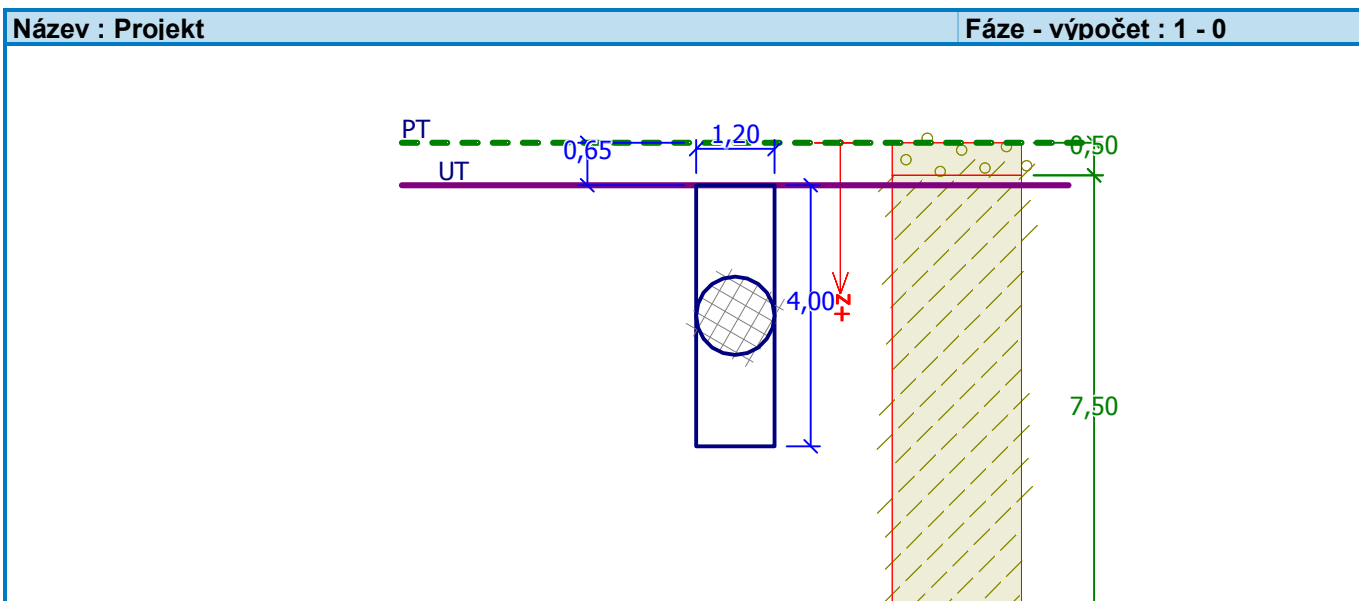 Název : Projekt
Fáze - výpočet : 1 - 0
PT
1,20
0,65
0,50
UT
4,00
+z
7,50